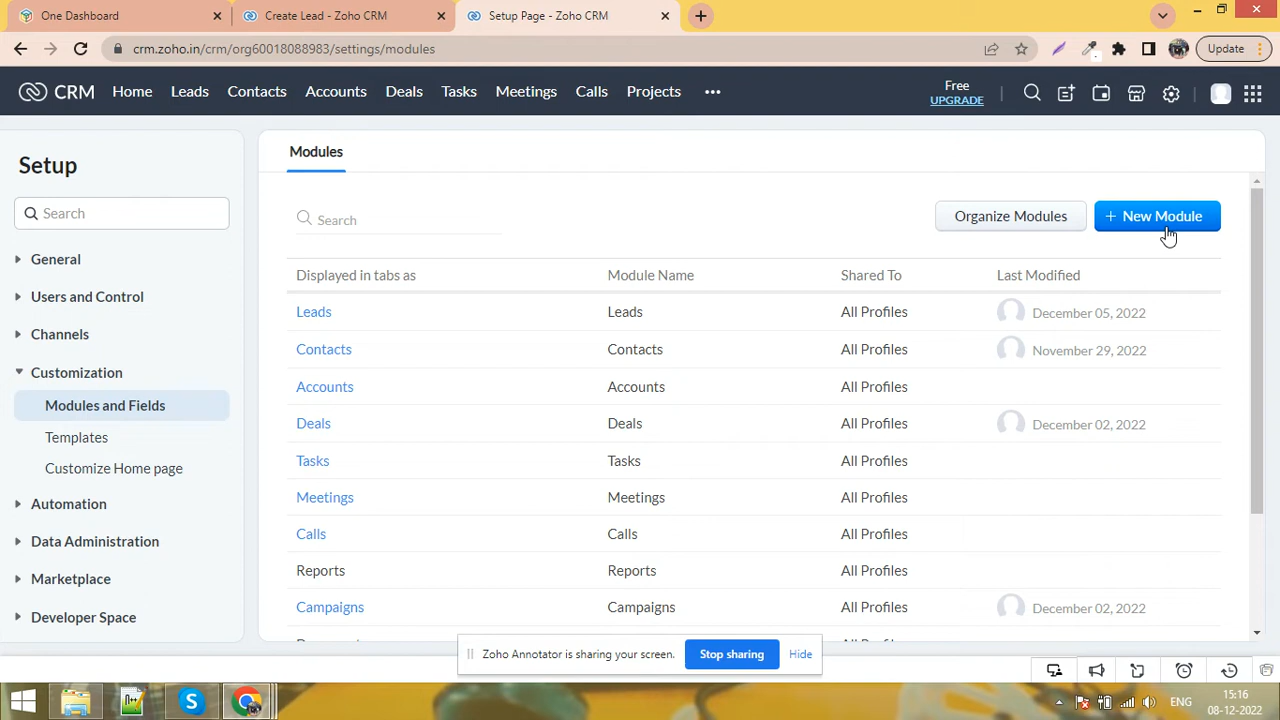 One Dashboard
Create Lead - Zoho CRM
Setup Page - Zoho CRM
crm.zoho.in/crm/org60018088983/settings/modules
Update
CRM
Home
Leads
Contacts
Accounts
Deals
Tasks
Meetings
Calls
Projects
Free
UPGRADE
Setup
Search
General
Users and Control
Channels
Customization
Modules and Fields
Templates
Customize Home page
Automation
Data Administration
Marketplace
Developer Space
Modules
Search
Organize Modules
+ New Module
Displayed in tabs as Module Name Shared To Last Modified
Leads Leads All Profiles December 05, 2022
Contacts Contacts All Profiles November 29, 2022
Accounts Accounts All Profiles
Deals Deals All Profiles December 02, 2022
Tasks Tasks All Profiles
Meetings Meetings All Profiles
Calls Calls All Profiles
Reports Reports All Profiles
Campaigns Campaigns All Profiles December 02, 2022
Zoho Annotator is sharing your screen. Stop sharing Hide
ENG
15:16
08-12-2022